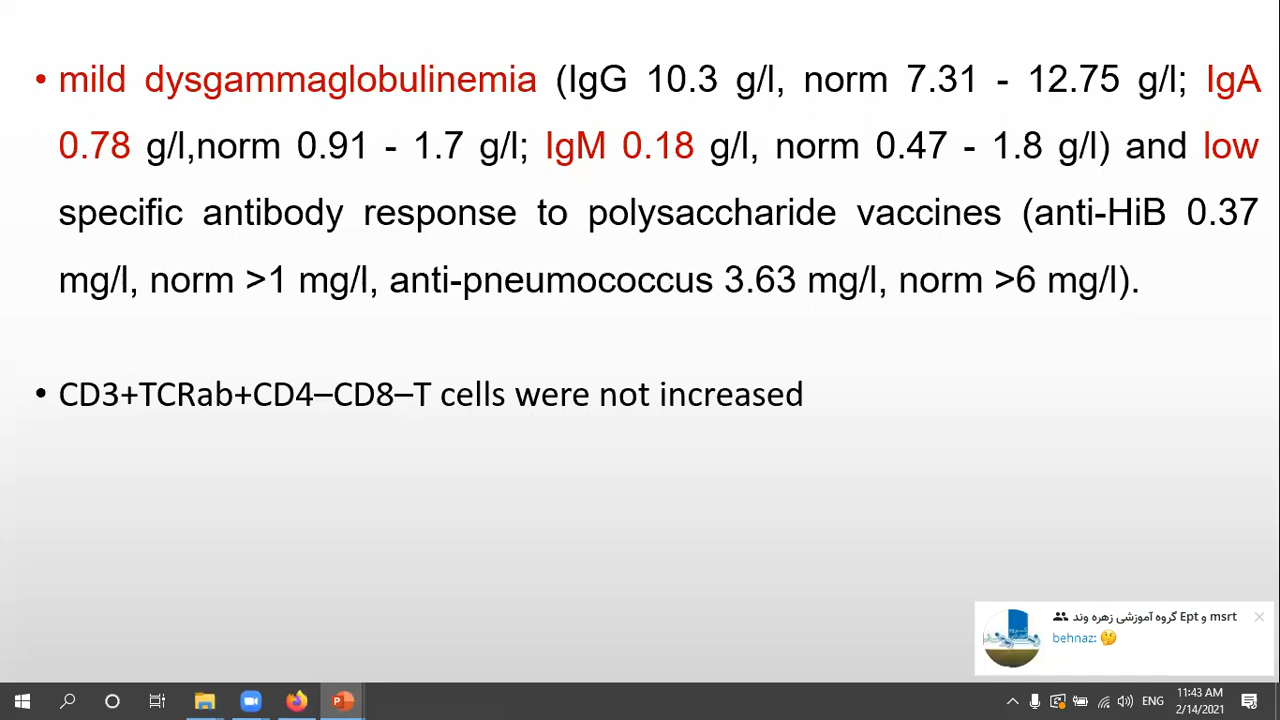 • mild dysgammaglobulinemia (IgG 10.3 g/l, norm 7.31 - 12.75 g/l; IgA
0.78 g/l,norm 0.91 - 1.7 g/l; IgM 0.18 g/l, norm 0.47 - 1.8 g/l) and low
specific antibody response to polysaccharide vaccines (anti-HiB 0.37
mg/l, norm >1 mg/l, anti-pneumococcus 3.63 mg/l, norm >6 mg/l).
• CD3+TCRab+CD4–CD8–T cells were not increased
گروه آموزشی زهره وند Ept و msrt
behnaz: 🤔
ENG
11:43 AM
2/14/2021